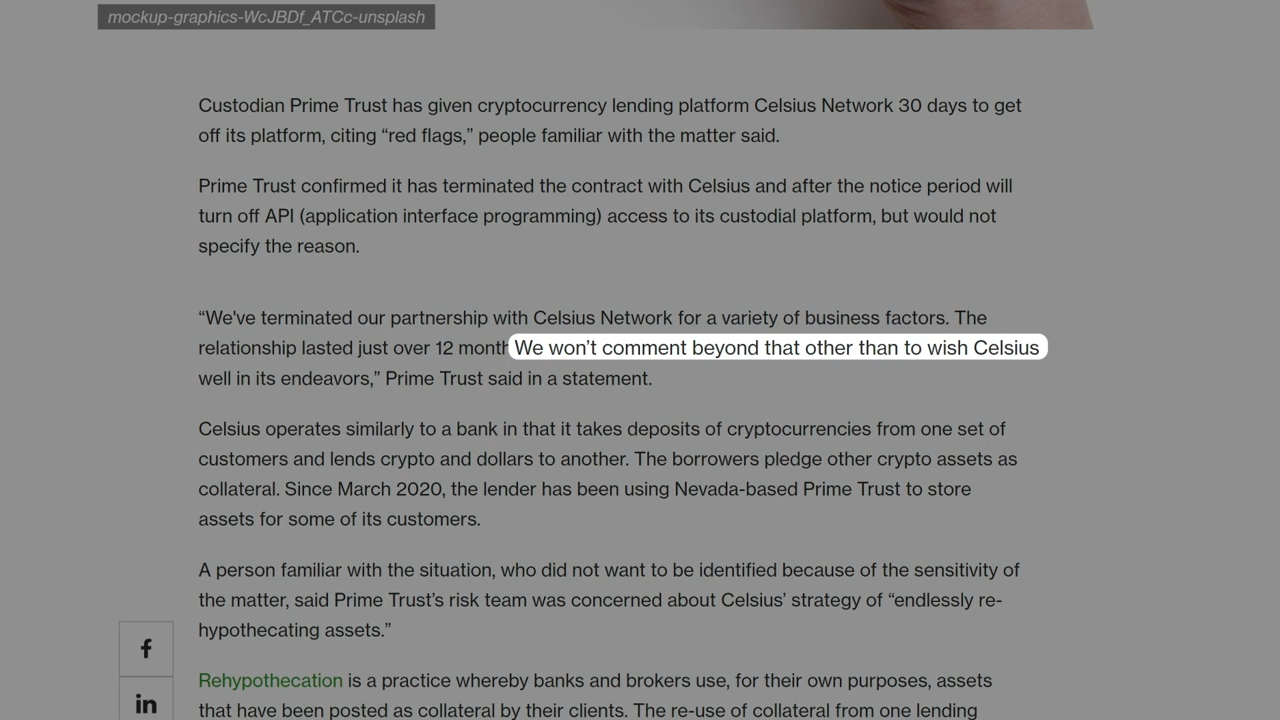 mockup-graphics-WcJBDf_ATCc-unsplash
Custodian Prime Trust has given cryptocurrency lending platform Celsius Network 30 days to get
off its platform, citing “red flags,” people familiar with the matter said.
Prime Trust confirmed it has terminated the contract with Celsius and after the notice period will
turn off API (application interface programming) access to its custodial platform, but would not
specify the reason.
“We've terminated our partnership with Celsius Network for a variety of business factors. The
relationship lasted just over 12 month We won’t comment beyond that other than to wish Celsius
well in its endeavors,” Prime Trust said in a statement.
Celsius operates similarly to a bank in that it takes deposits of cryptocurrencies from one set of
customers and lends crypto and dollars to another. The borrowers pledge other crypto assets as
collateral. Since March 2020, the lender has been using Nevada-based Prime Trust to store
assets for some of its customers.
A person familiar with the situation, who did not want to be identified because of the sensitivity of
the matter, said Prime Trust’s risk team was concerned about Celsius’ strategy of “endlessly re-
hypothecating assets.”
f
in
Rehypothecation is a practice whereby banks and brokers use, for their own purposes, assets
that have been posted as collateral by their clients. The re-use of collateral from one lending